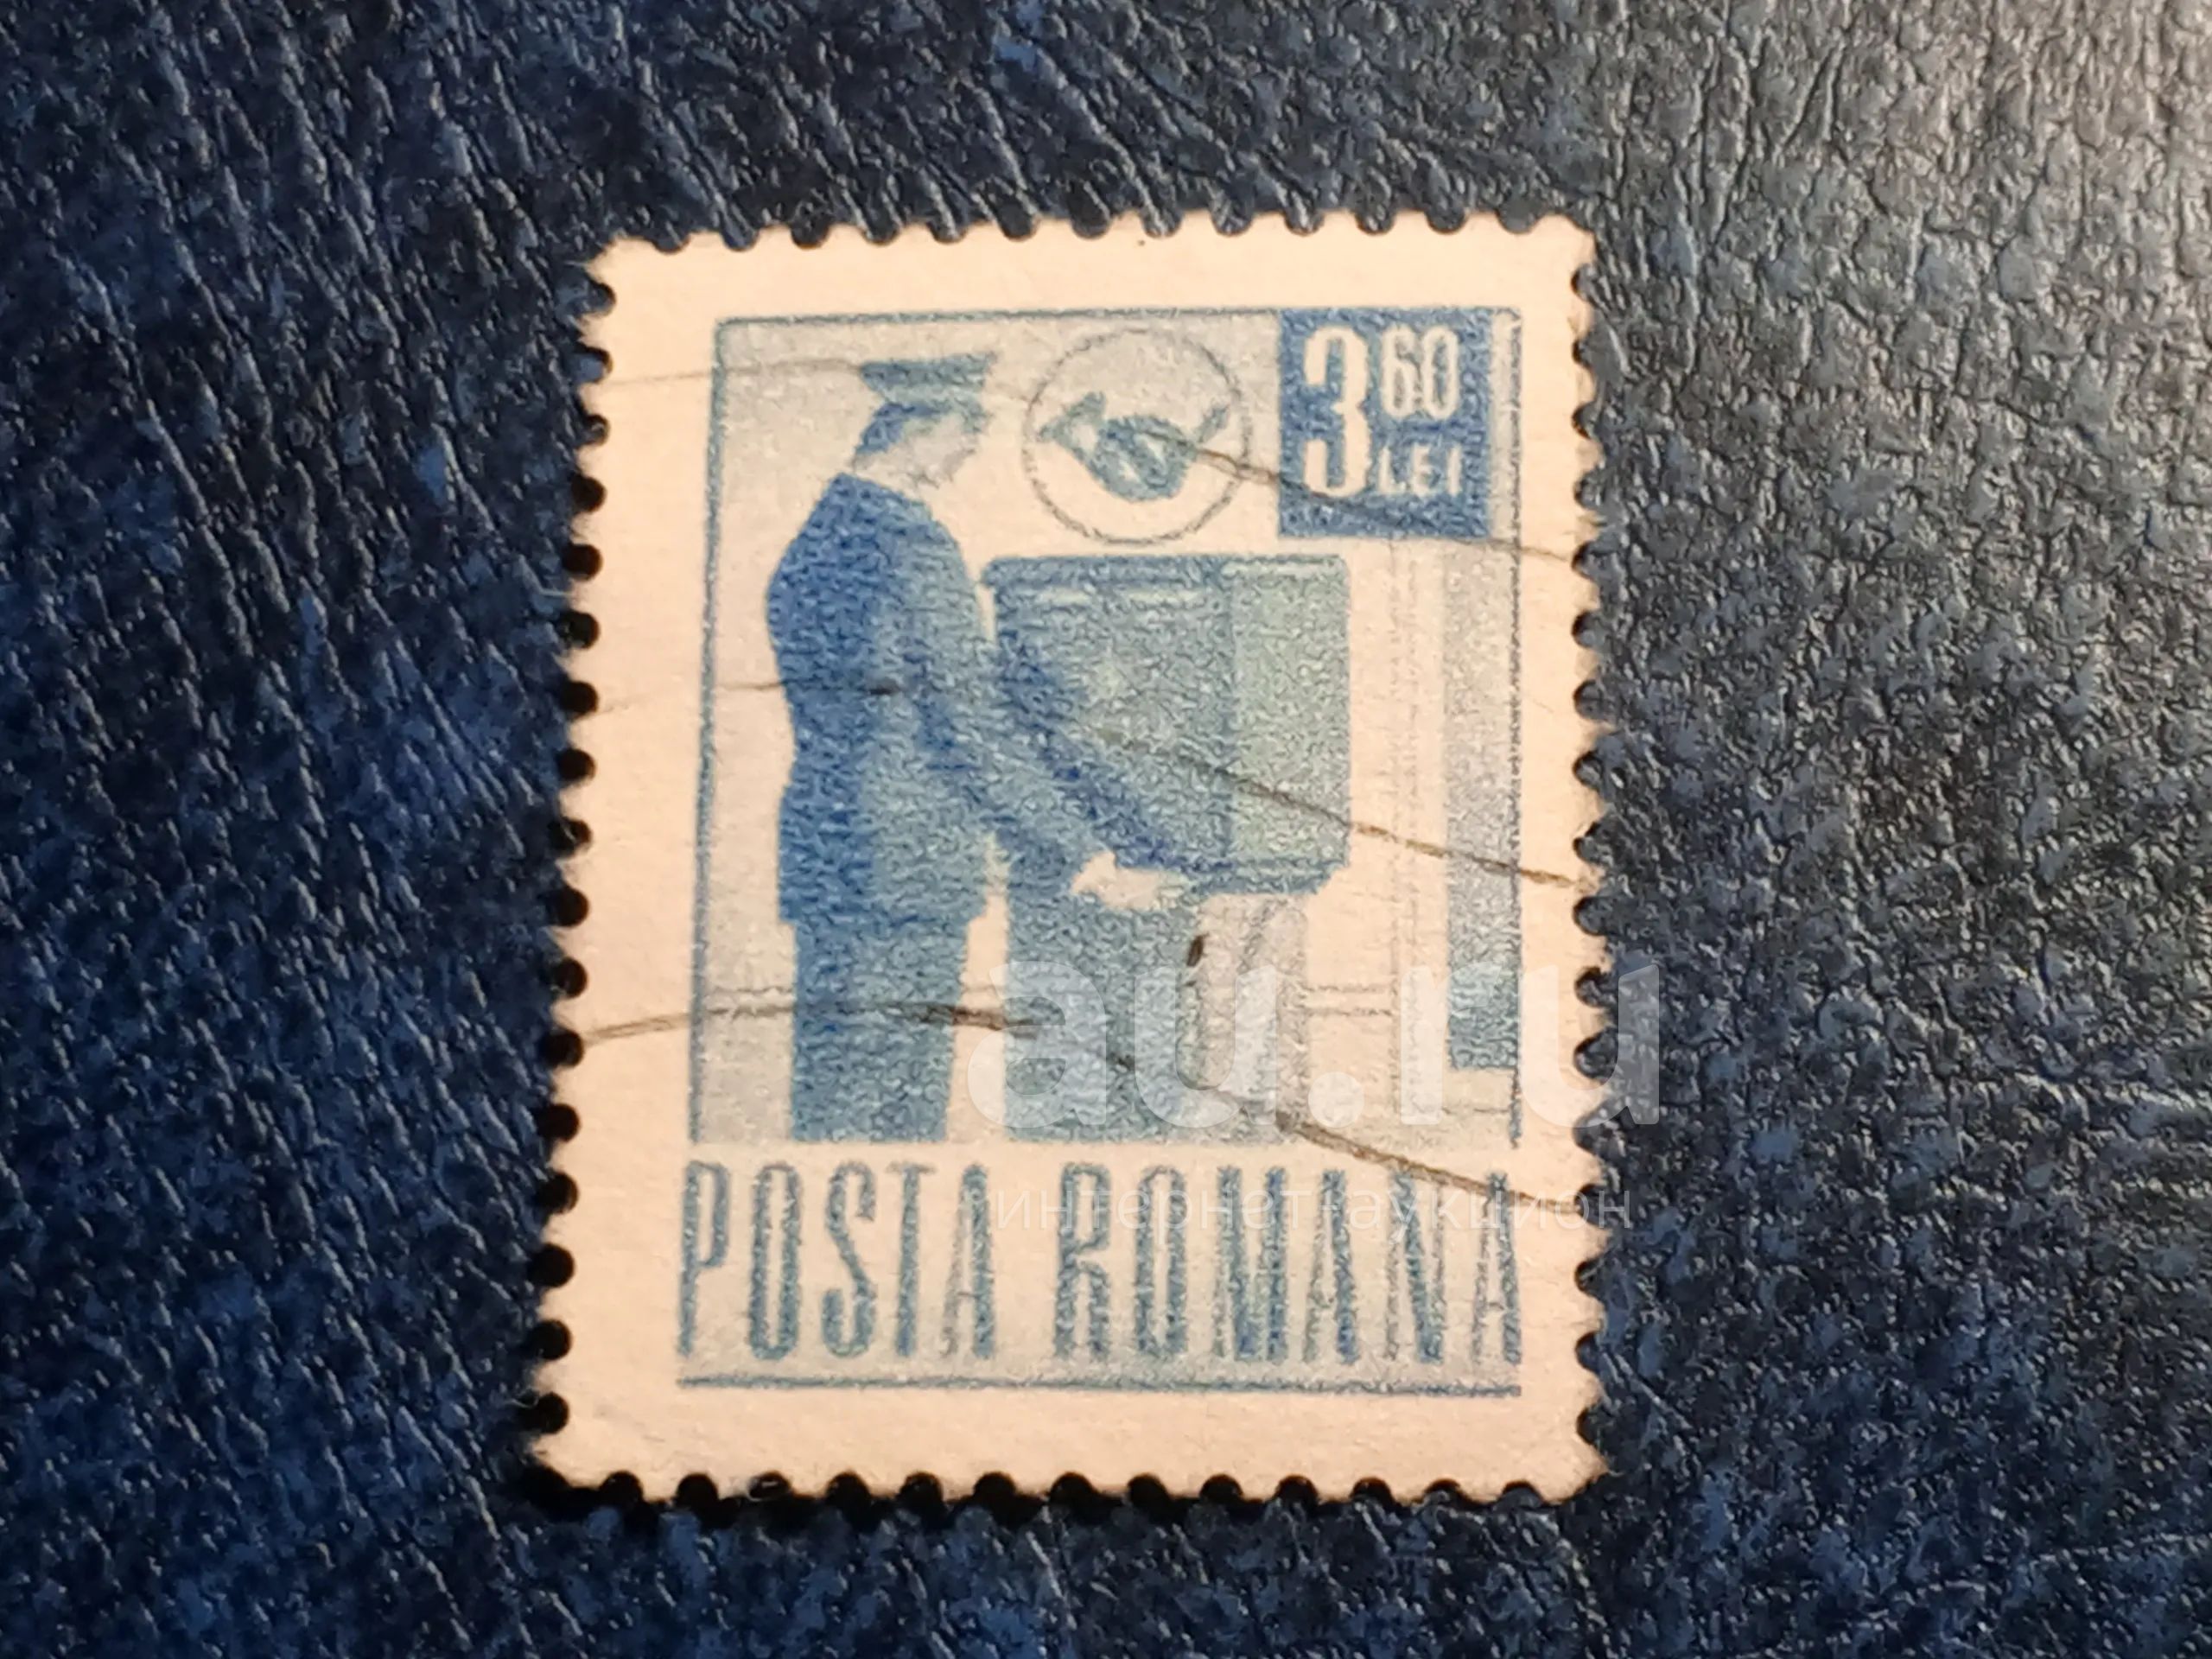 3 60
LEI
au.ru
POSTA ROMANA
интернет-аукцион